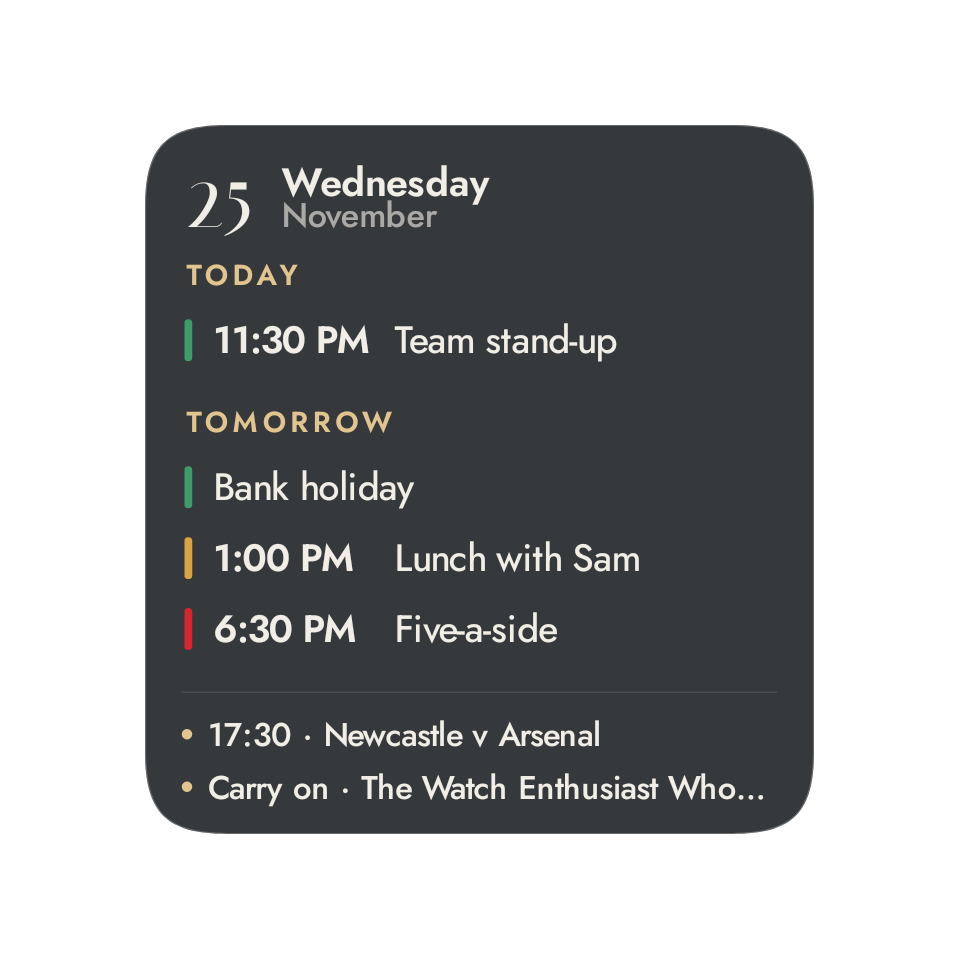 25 Wednesday
November
TODAY
11:30 PM Team stand-up
TOMORROW
Bank holiday
1:00 PM Lunch with Sam
6:30 PM Five-a-side
17:30 · Newcastle v Arsenal
Carry on · The Watch Enthusiast Who...